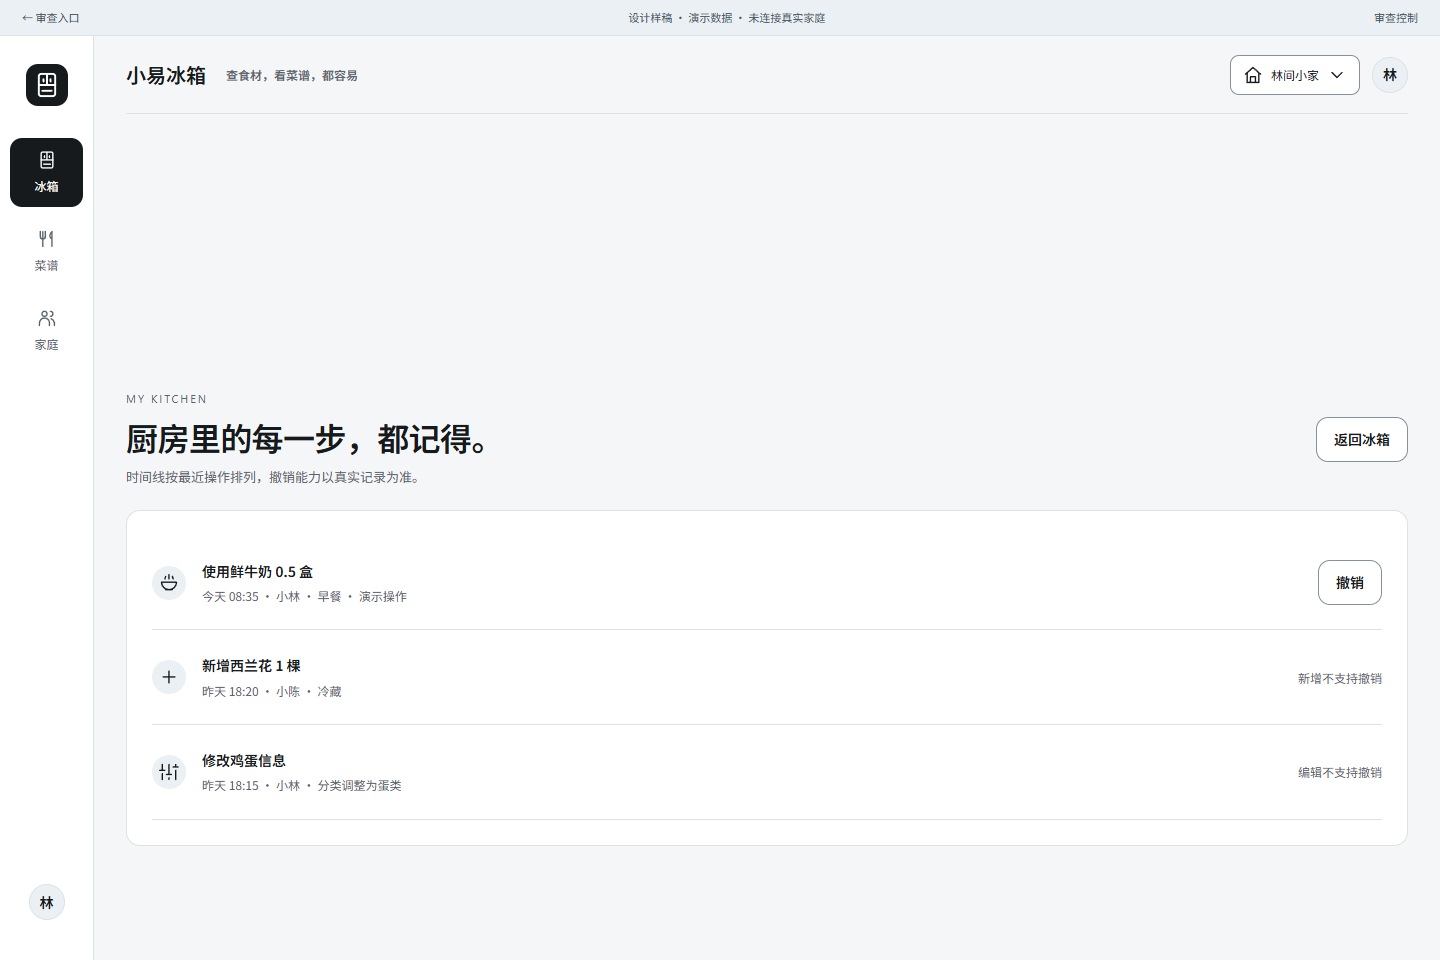 ← 审查入口
设计样稿 • 演示数据 • 未连接真实家庭
审查控制
小易冰箱
查食材，看菜谱，都容易
林间小家
林
冰箱
菜谱
家庭
MY KITCHEN
厨房里的每一步，都记得。
返回冰箱
时间线按最近操作排列，撤销能力以真实记录为准。
使用鲜牛奶 0.5 盒
今天 08:35 • 小林 • 早餐 • 演示操作
撤销
新增西兰花 1 棵
昨天 18:20 • 小陈 • 冷藏
新增不支持撤销
修改鸡蛋信息
昨天 18:15 • 小林 • 分类调整为蛋类
编辑不支持撤销
林